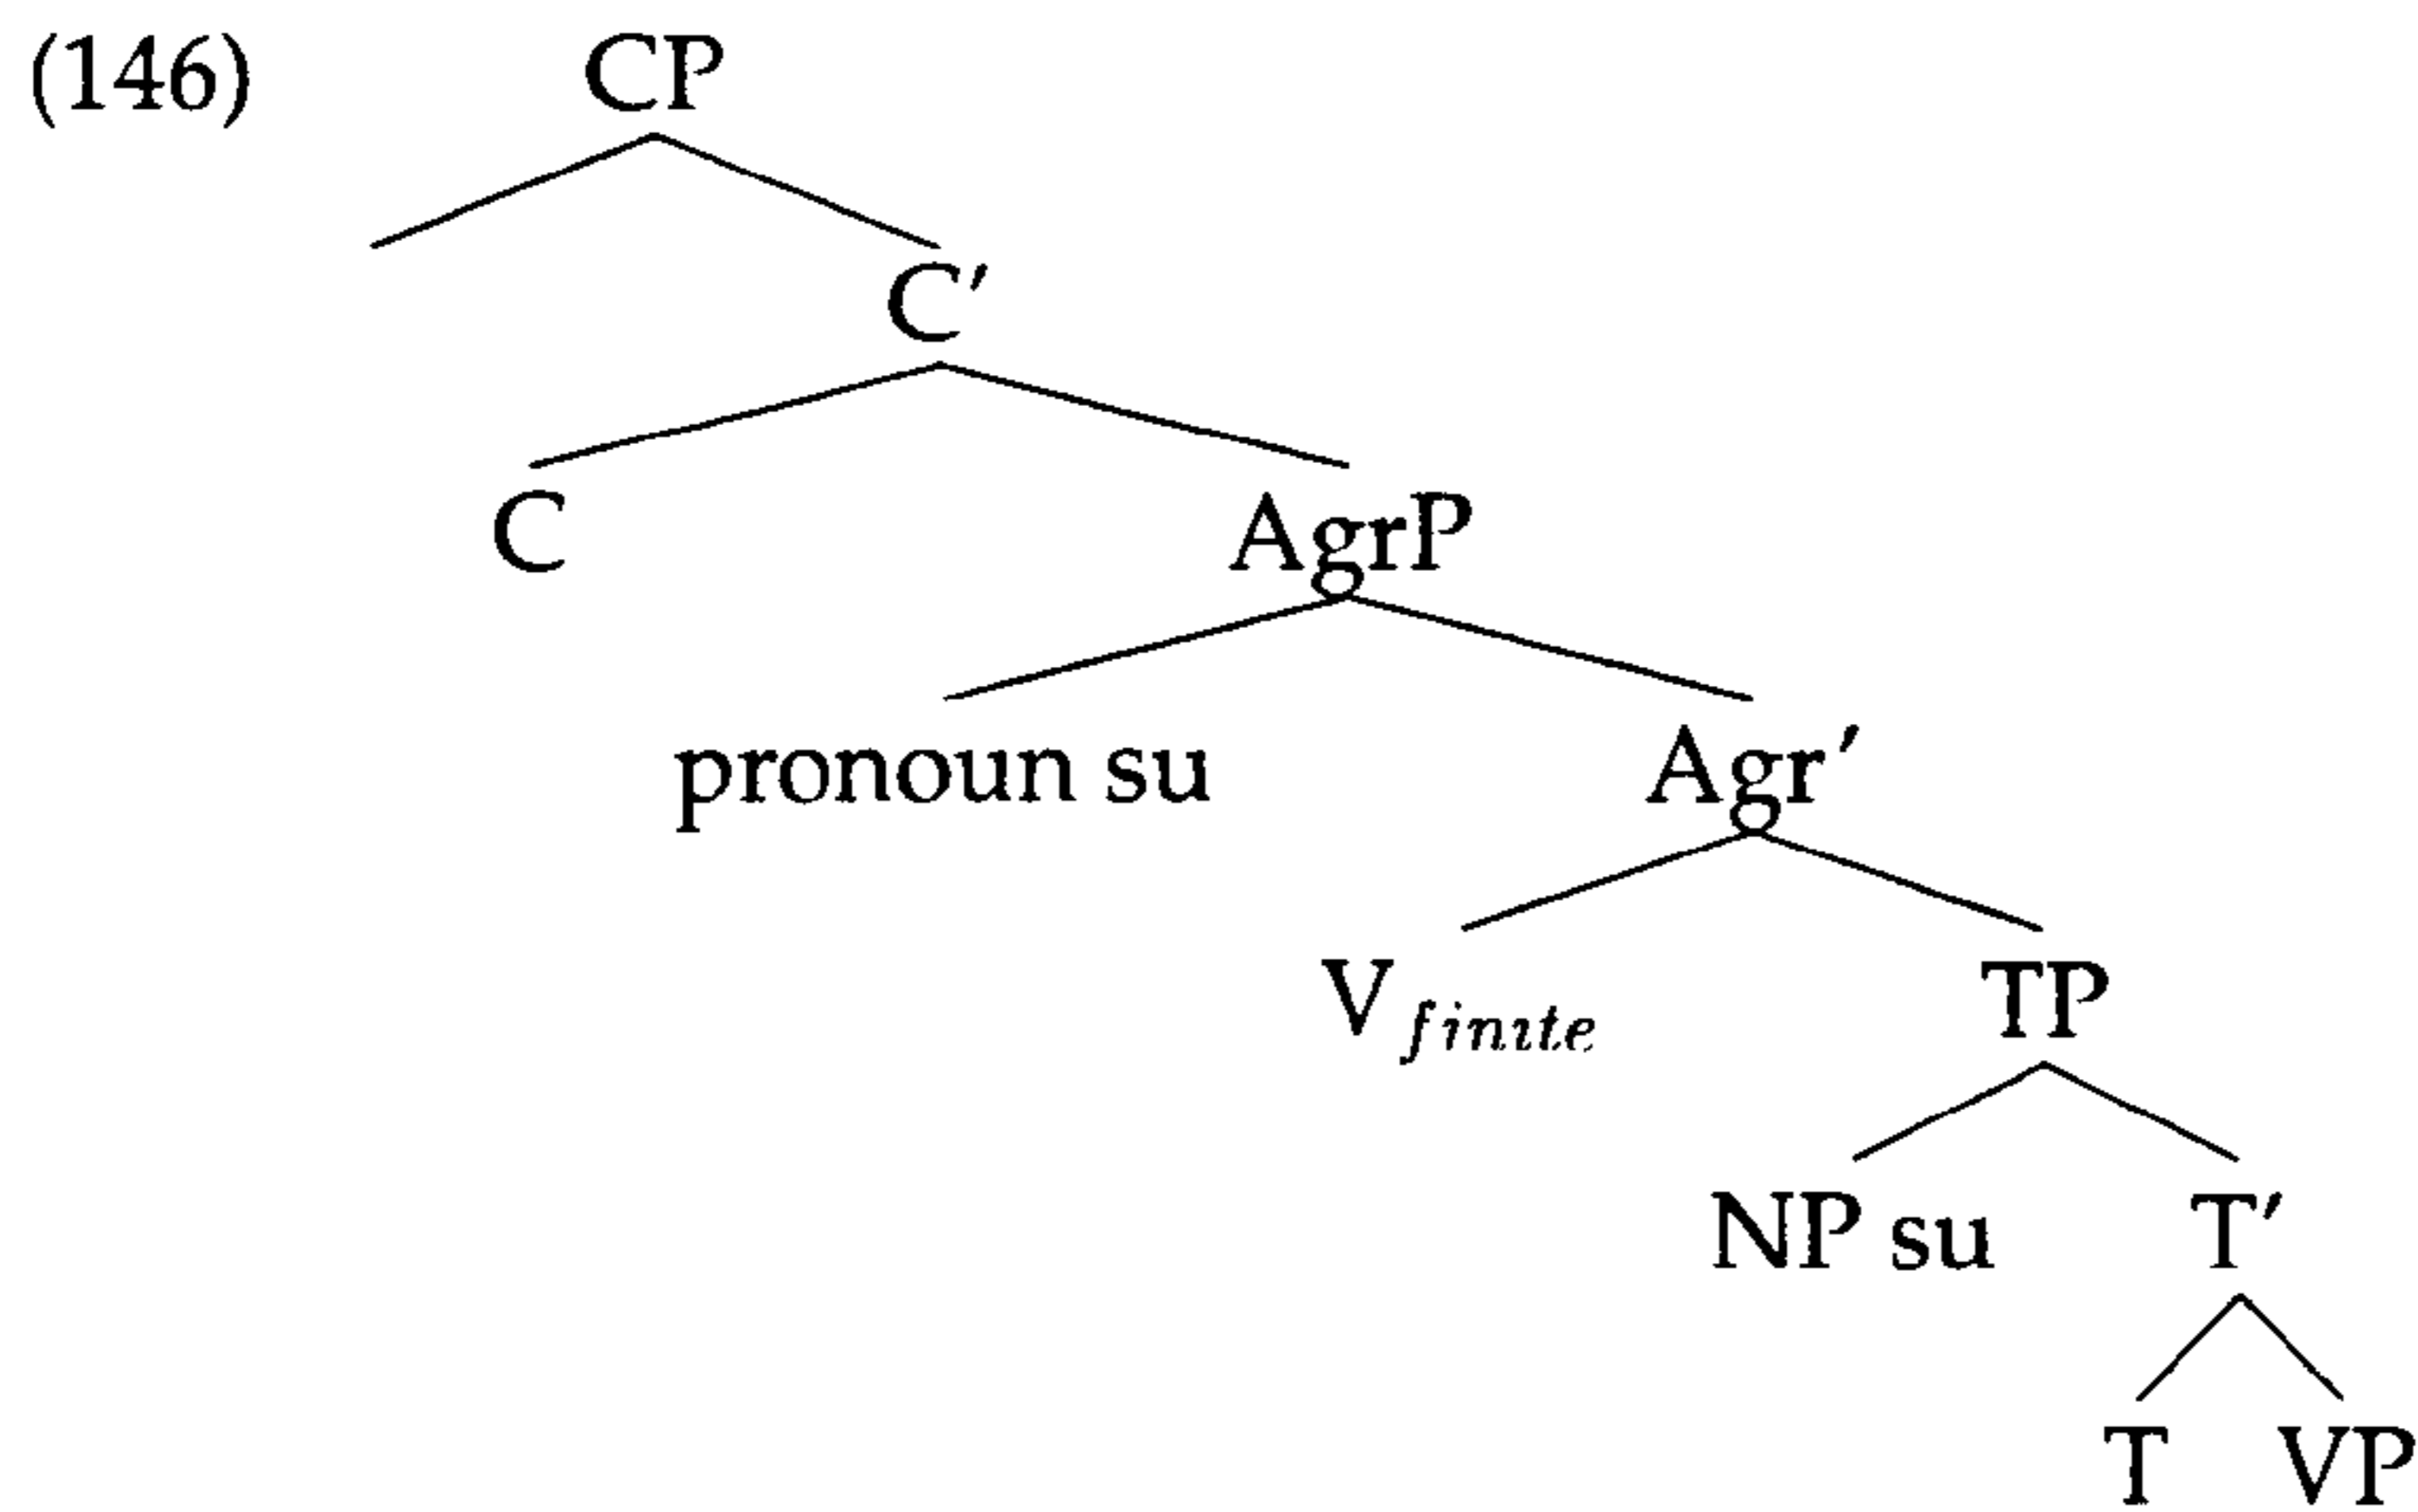 (146) CP
C′
C AgrP
pronoun su Agr′
V finite TP
NP su T′
T VP